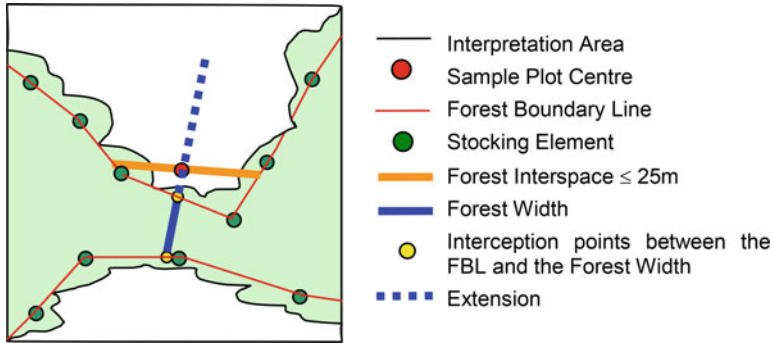 Interpretation Area
Sample Plot Centre
Forest Boundary Line
Stocking Element
Forest Interspace ≤ 25m
Forest Width
Interception points between the
FBL and the Forest Width
Extension